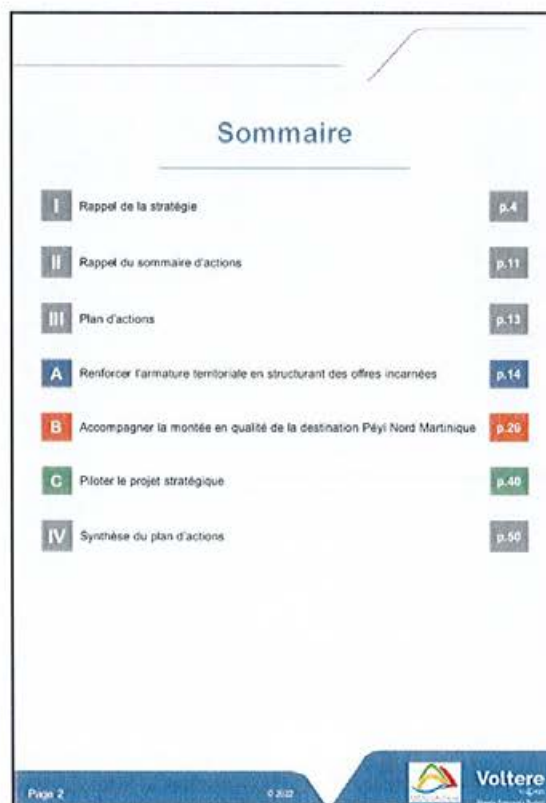 Sommaire
I Rappel de la stratégie p.4
II Rappel du sommaire d'actions p.11
III Plan d'actions p.13
A Renforcer l'armature territoriale en structurant des offres incarnées p.14
B Accompagner la montée en qualité de la destination Péyi Nord Martinique p.26
C Piloter le projet stratégique p.40
IV Synthèse du plan d'actions p.50
Page 2 © 2022 Voltere